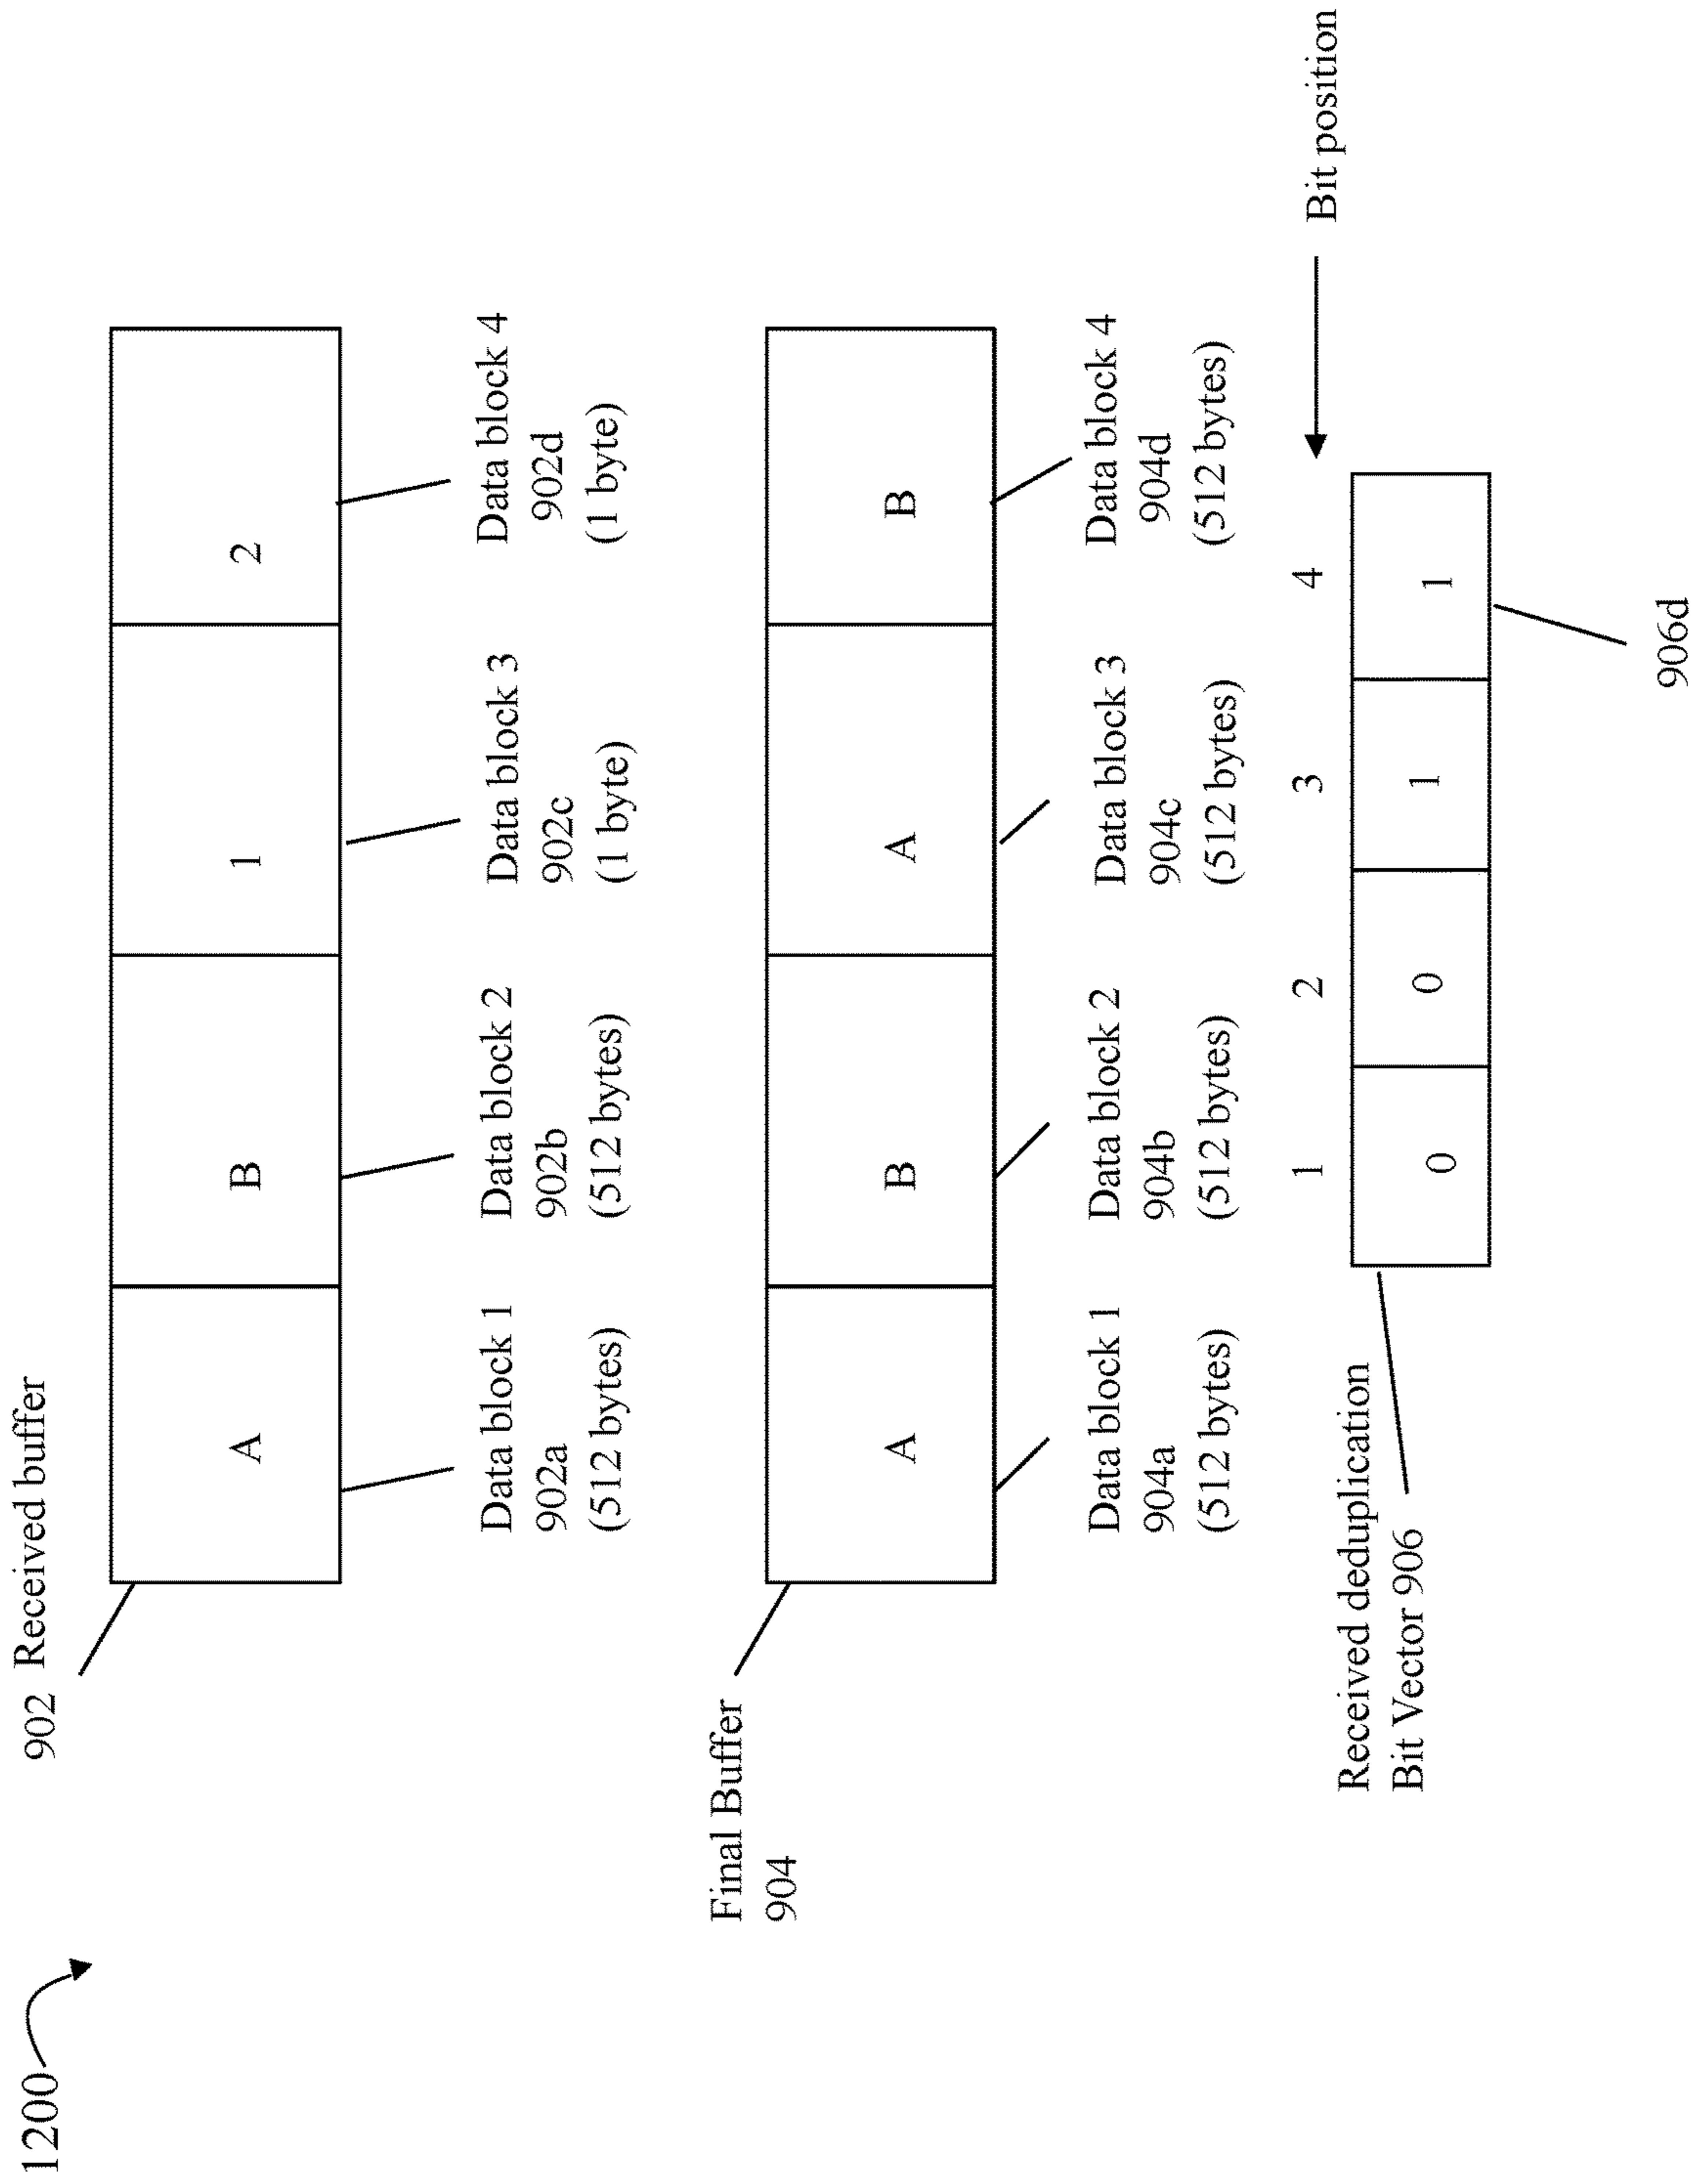 1200
902 Received buffer
A
B
1
2
Data block 1
902a
(512 bytes)
Data block 2
902b
(512 bytes)
Data block 3
902c
(1 byte)
Data block 4
902d
(1 byte)
Final Buffer
904
A
B
A
B
Data block 1
904a
(512 bytes)
Data block 2
904b
(512 bytes)
Data block 3
904c
(512 bytes)
Data block 4
904d
(512 bytes)
1
2
3
4
Bit position
Received deduplication
Bit Vector 906
0
0
1
1
906d